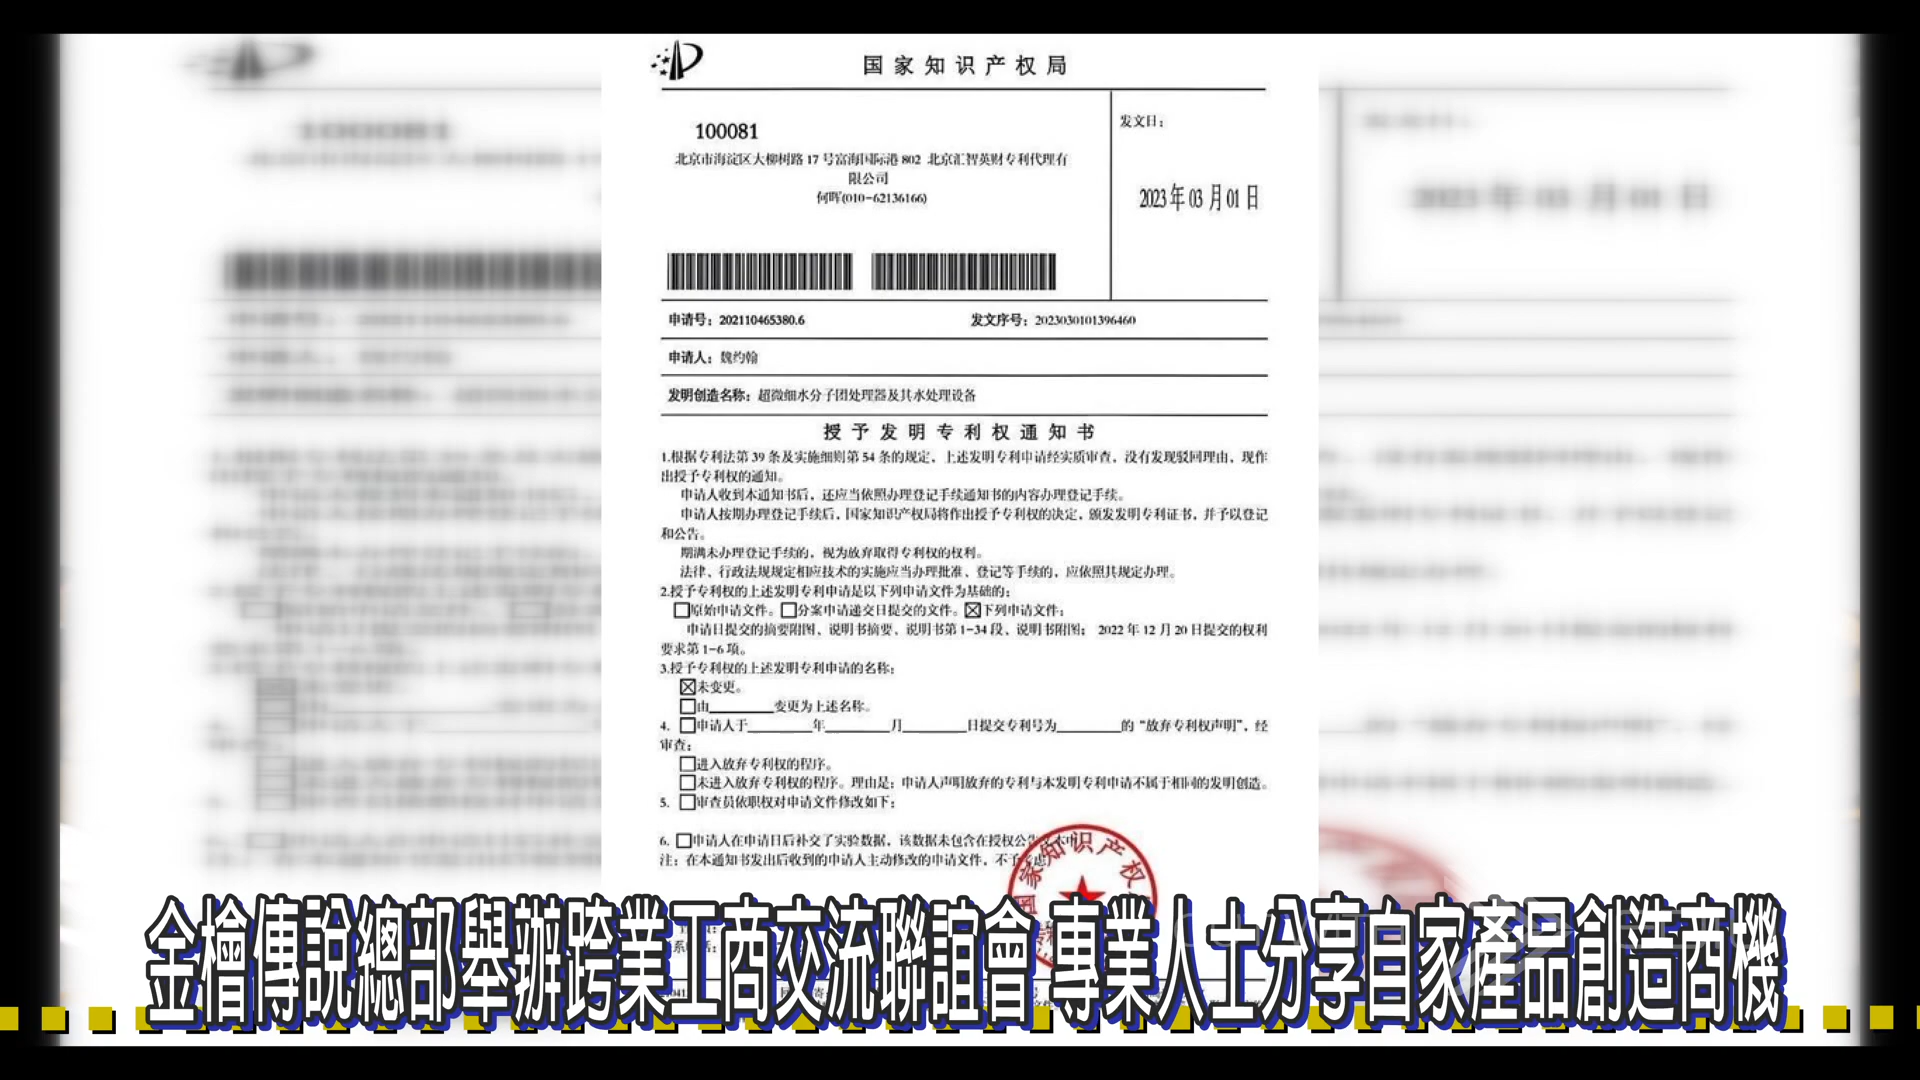 国家知识产权局
100081
北京市海淀区大柳树路 17 号富海国际港 802 北京汇智英财专利代理有
限公司
何晖(010-62136166)
发文日：
2023 年 03 月 01 日
申请号：202110465380.6
发文序号：2023030101396460
申请人：魏约翰
发明创造名称：超微细水分子团处理器及其水处理设备
授予发明专利权通知书
1.根据专利法第 39 条及实施细则第 54 条的规定，上述发明专利申请经实质审查，没有发现驳回理由，现作
出授予专利权的通知。
申请人收到本通知书后，还应当依照办理登记手续通知书的内容办理登记手续。
申请人按期办理登记手续后，国家知识产权局将作出授予专利权的决定，颁发发明专利证书，并予以登记
和公告。
期满未办理登记手续的，视为放弃取得专利权的权利。
法律、行政法规规定相应技术的实施应当办理批准、登记等手续的，应依照其规定办理。
2.授予专利权的上述发明专利申请是以下列申请文件为基础的：
□原始申请文件。□分案申请递交日提交的文件。☒下列申请文件：
申请日提交的摘要附图、说明书摘要、说明书第 1-34 段、说明书附图； 2022 年 12 月 20 日提交的权利
要求第 1-6 项。
3.授予专利权的上述发明专利申请的名称：
☒未变更。
□由________变更为上述名称。
4. □申请人于________年________月________日提交专利号为________的“放弃专利权声明”，经
审查：
□进入放弃专利权的程序。
□未进入放弃专利权的程序。理由是：申请人声明放弃的专利与本发明专利申请不属于相同的发明创造。
5. □审查员依职权对申请文件修改如下：
6. □申请人在申请日后补交了实验数据，该数据未包含在授权公告文本中
注：在本通知书发出后收到的申请人主动修改的申请文件，不予考虑
国家知识产权
金檜傳說總部舉辦跨業工商交流聯誼會 專業人士分享自家產品創造商機